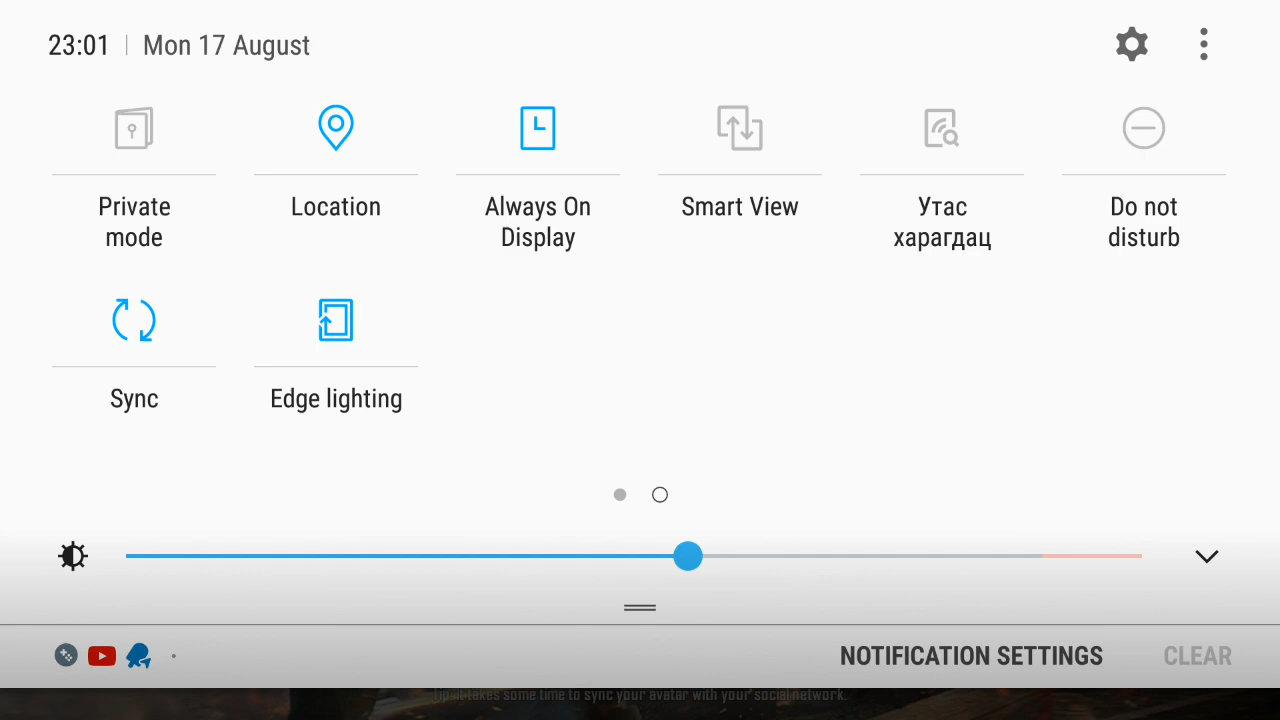 23:01 | Mon 17 August
Private mode
Location
Always On Display
Smart View
Утас харагдац
Do not disturb
Sync
Edge lighting
NOTIFICATION SETTINGS
CLEAR
Tip: It takes some time to sync your avatar with your social network.